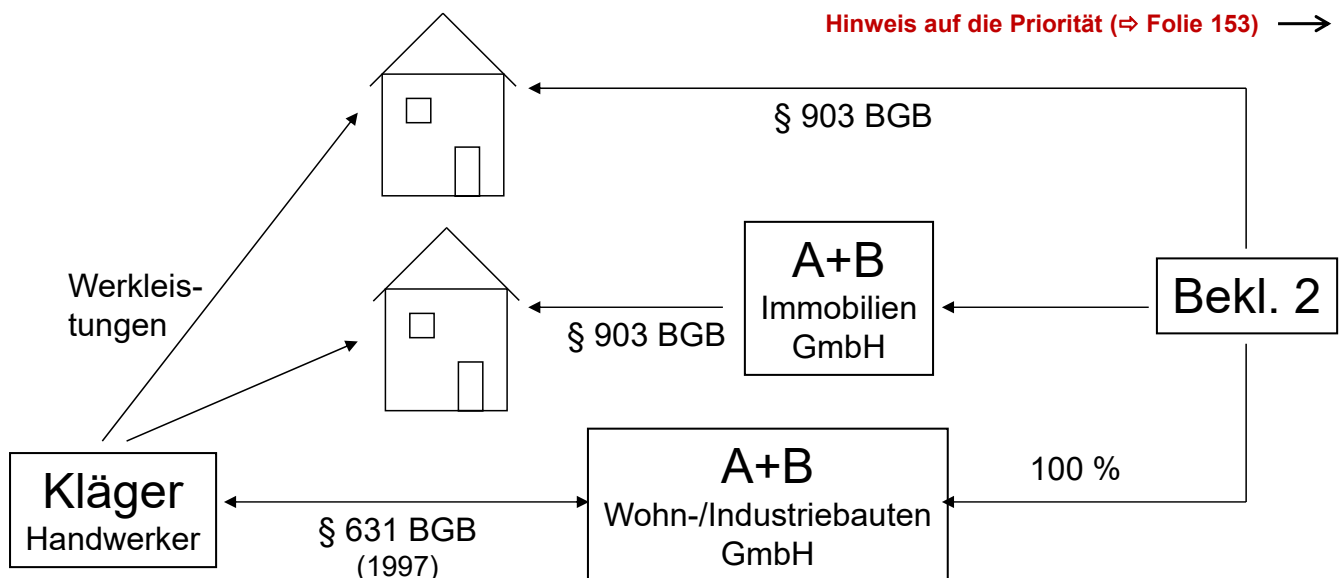 Hinweis auf die Priorität (⇨ Folie 153)
§ 903 BGB
A+B
Immobilien
GmbH
Bekl. 2
Werkleis-
tungen
§ 903 BGB
A+B
Wohn-/Industriebauten
GmbH
100 %
Kläger
Handwerker
§ 631 BGB
(1997)